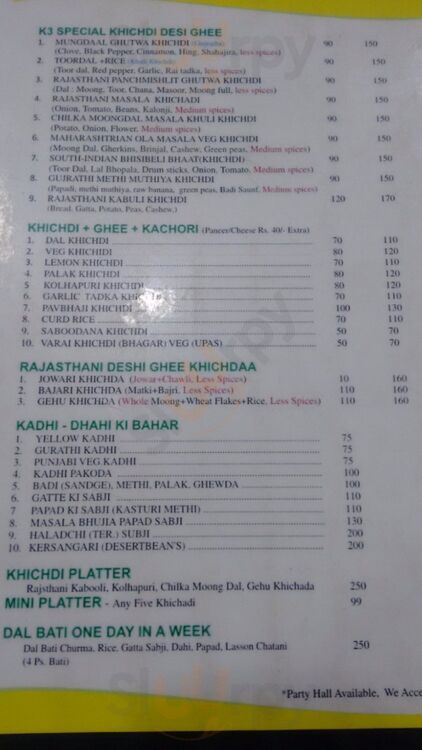 K3 SPECIAL KHICHDI DESI GHEE
1. MUNGDAAL GHUTWA KHICHDI 90 150
(Clove, Black Pepper, Cinnamon, Hing, Shahajira, less spices)
2. TOORDAL +RICE (Khuli Khichdi) 90 150
(Toor dal, Red pepper, Garlic, Rai tadka, less spices)
3. RAJASTHANI PANCHMISHLIT GHUTWA KHICHDI 90 150
(Dal : Moong, Toor, Chana, Masoor, Moong full, less spices)
4. RAJASTHANI MASALA KHICHADI 90 150
(Onion, Tomato, Beans, Kalonji, Medium spices)
5. CHILKA MOONGDAL MASALA KHULI KHICHDI 90 150
(Potato, Onion, Flower, Medium spices)
6. MAHARASHTRIAN OLA MASALA VEG KHICHDI 90 150
(Moong Dal, Gherkins, Brinjal, Cashew, Green peas, Medium spices)
7. SOUTH-INDIAN BHISIBELI BHAAT(KHICHDI) 90 150
(Toor Dal, Lal Bhopala, Drum sticks, Onion, Tomato, Medium spices)
8. GUJRATHI METHI MUTHIYA KHICHDI 90 150
(Papadi, methi muthiya, raw banana, green peas, Badi Saunf, Medium spices)
9. RAJASTHANI KABULI KHICHDI 120 170
(Bread, Gatta, Potato, Peas, Cashew,)
KHICHDI + GHEE + KACHORI (Paneer/Cheese Rs. 40/- Extra)
1. DAL KHICHDI 70 110
2. VEG KHICHIDI 80 120
3. LEMON KHICHDI 70 110
4. PALAK KHICHDI 80 120
5 KOLHAPURI KHICHDI 80 120
6. GARLIC TADKA KHICHDI 70 110
7. PAVBHAJI KHICHDI 100 130
8. CURD RICE 70 110
9. SABOODANA KHICHDI 50 70
10. VARAI KHICHDI (BHAGAR) VEG (UPAS) 50 70
RAJASTHANI DESHI GHEE KHICHDAA
1. JOWARI KHICHDA (Jowar+Chawli, Less Spices) 10 160
2. BAJARI KHICHDA (Matki+Bajri, Less Spices) 110 160
3. GEHU KHICHDA (Whole Moong+Wheat Flakes+Rice, Less Spices) 110 160
KADHI - DHAHI KI BAHAR
1. YELLOW KADHI 75
2. GURATHI KADHI 75
3. PUNJABI VEG KADHI 75
4. KADHI PAKODA 100
5. BADI (SANDGE), METHI, PALAK, GHEWDA 100
6. GATTE KI SABJI 110
7 PAPAD KI SABJI (KASTURI METHI) 110
8. MASALA BHUJIA PAPAD SABJI 130
9. HALADCHI (TER.) SUBJI 200
10. KERSANGARI (DESERTBEAN'S) 200
KHICHDI PLATTER
Rajsthani Kabooli, Kolhapuri, Chilka Moong Dal, Gehu Khichada 250
MINI PLATTER - Any Five Khichadi 99
DAL BATI ONE DAY IN A WEEK
Dal Bati Churma, Rice, Gatta Sabji, Dahi, Papad, Lasson Chatani 250
(4 Ps. Bati)
*Party Hall Available, We Acce